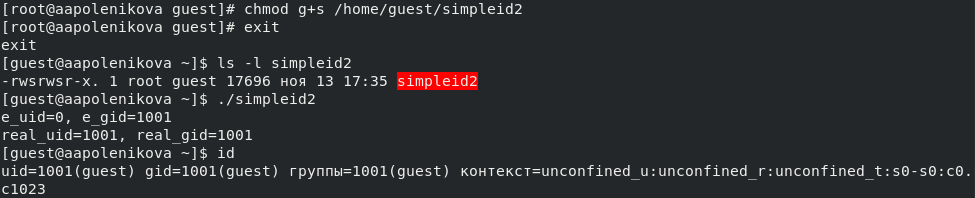 [root@aapolenikova guest]# chmod g+s /home/guest/simpleid2
[root@aapolenikova guest]# exit
exit
[guest@aapolenikova ~]$ ls -l simpleid2
-rwsrwsr-x. 1 root guest 17696 ноя 13 17:35 simpleid2
[guest@aapolenikova ~]$ ./simpleid2
e_uid=0, e_gid=1001
real_uid=1001, real_gid=1001
[guest@aapolenikova ~]$ id
uid=1001(guest) gid=1001(guest) группы=1001(guest) контекст=unconfined_u:unconfined_r:unconfined_t:s0-s0:c0.
c1023